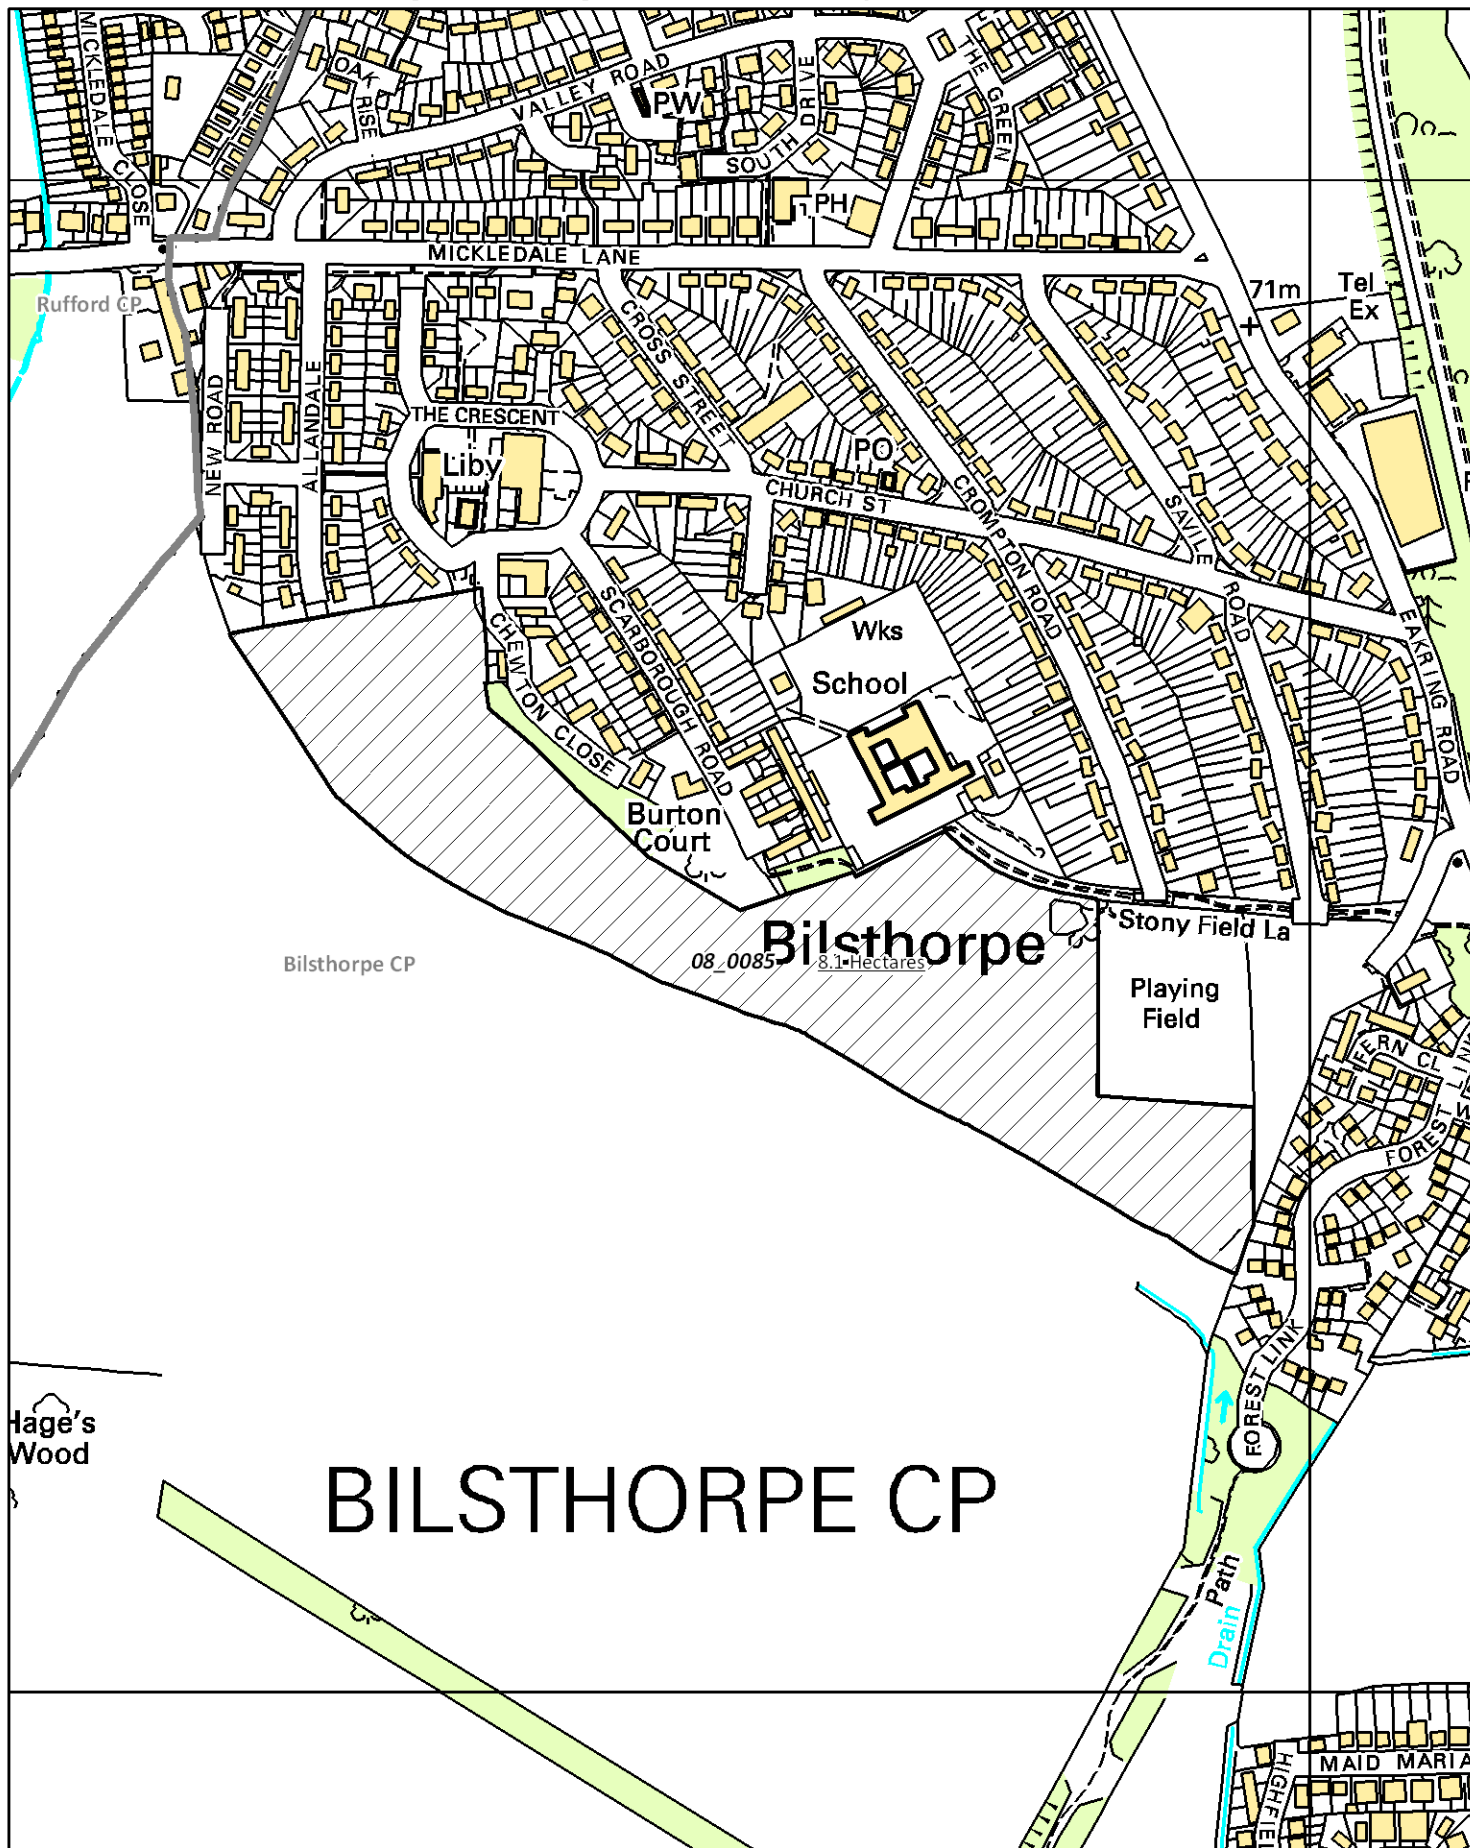 MICKLEDALE CLOSE
OAK RISE
VALLEY ROAD
PW
SOUTH DRIVE
THE GREEN
PH
MICKLEDALE LANE
Rufford CP
71m
Tel
Ex
NEW ROAD
ALLANDALE
CROSS STREET
THE CRESCENT
Liby
PO
CHURCH ST
CROMPTON ROAD
SAVILE ROAD
EAKRING ROAD
Wks
School
CHEWTON CLOSE
SCARBOROUGH ROAD
Burton
Court
Bilsthorpe
Stony Field La
08_0085
8.1 Hectares
Bilsthorpe CP
Playing
Field
FERN CL
FOREST LINK
FOREST LINK
Hage's
Wood
BILSTHORPE CP
Path
Drain
MAID MARIA
HIGHFIEL